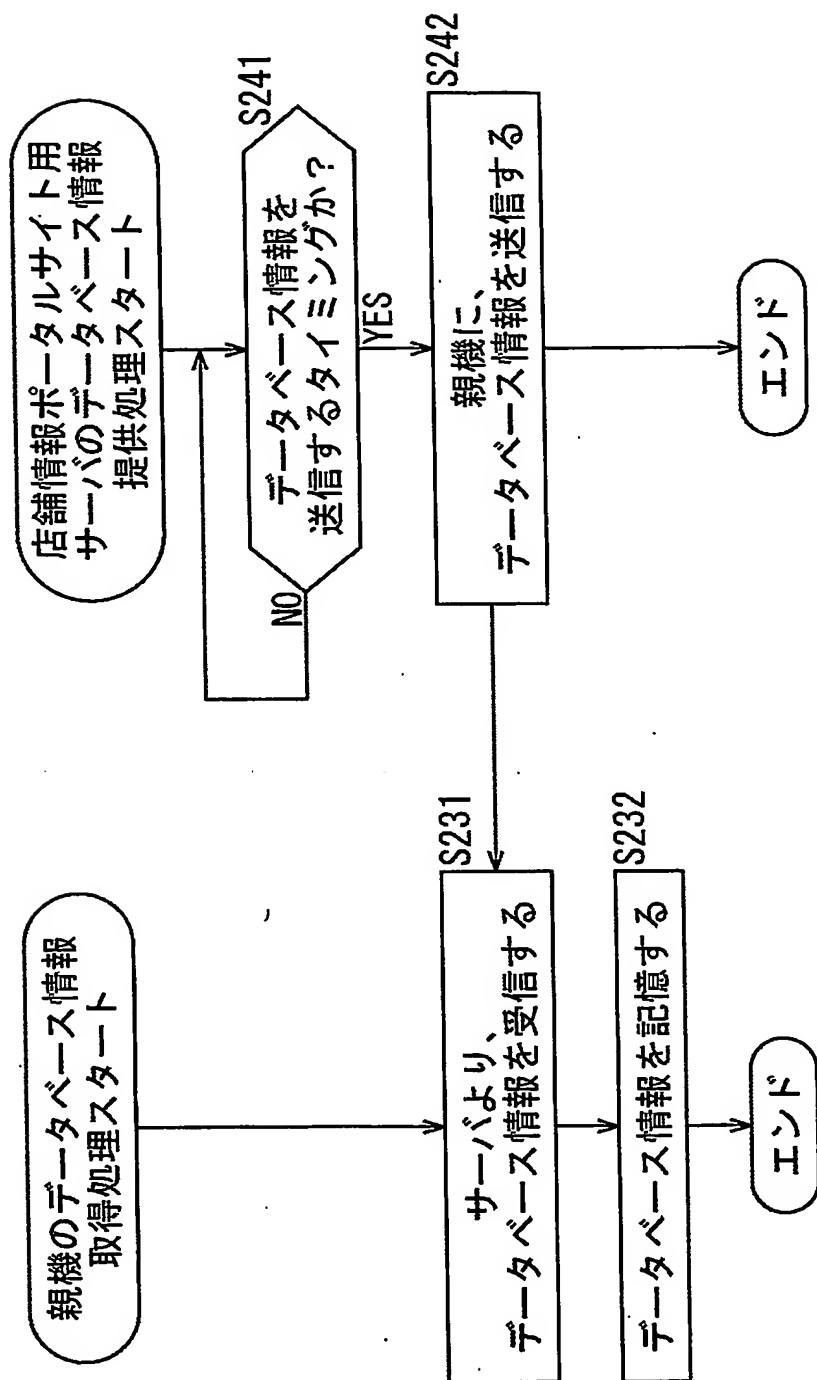 親機のデータベース情報
取得処理スタート
S231
サーバより、
データベース情報を受信する
S232
データベース情報を記憶する
エンド
店舗情報ポータルサイト用
サーバのデータベース情報
提供処理スタート
S241
データベース情報を
送信するタイミングか？
NO
YES
S242
親機に、
データベース情報を送信する
エンド